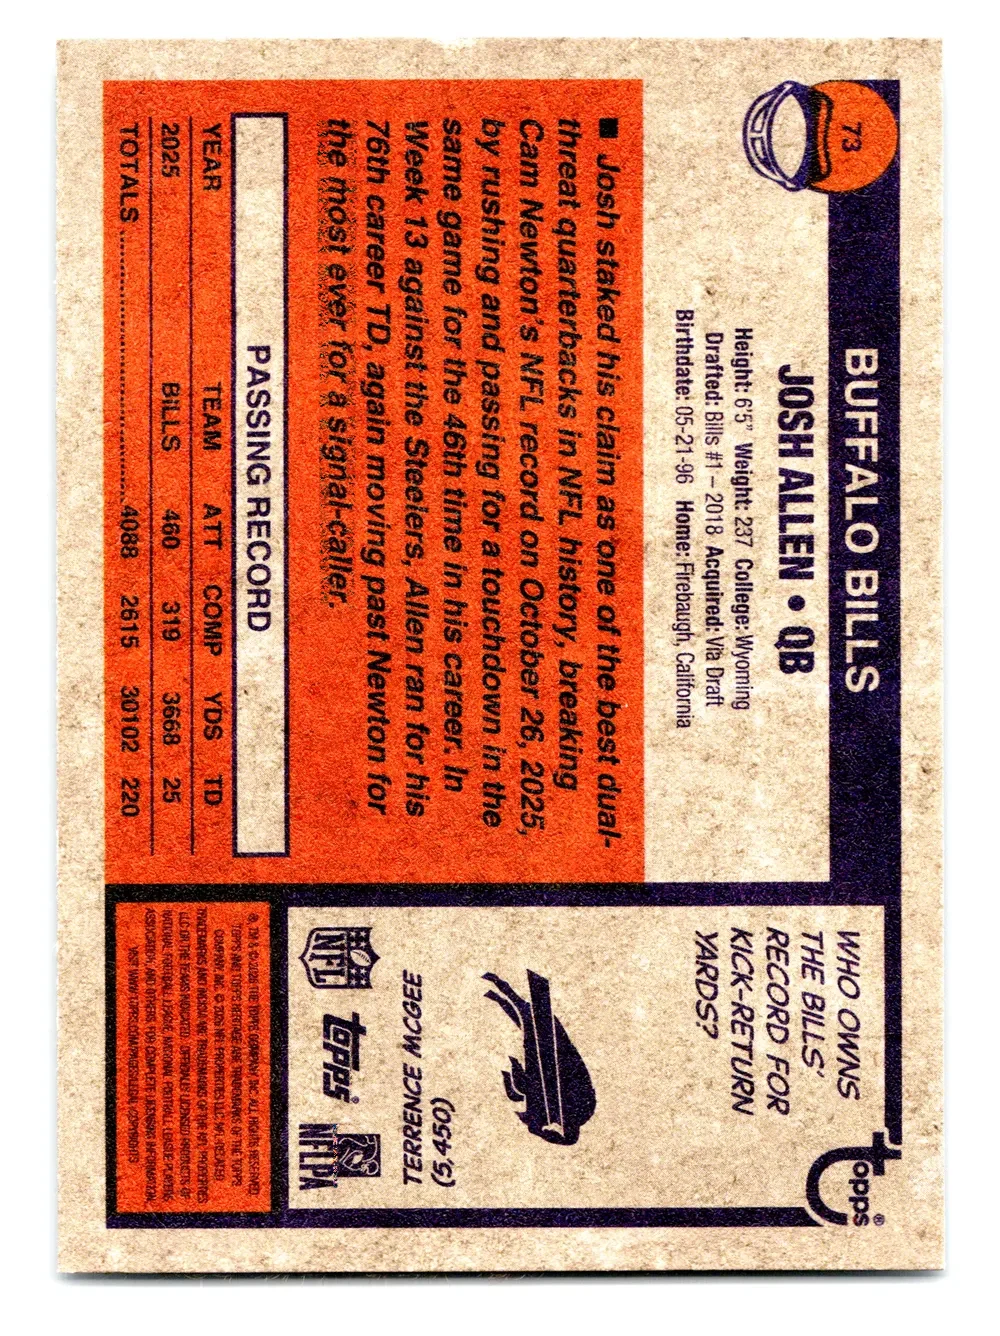 73
BUFFALO BILLS
JOSH ALLEN • QB
Height: 6'5" Weight: 237 College: Wyoming
Drafted: Bills #1 – 2018 Acquired: Via Draft
Birthdate: 05-21-96 Home: Firebaugh, California
■ Josh staked his claim as one of the best dual-
threat quarterbacks in NFL history, breaking
Cam Newton's NFL record on October 26, 2025,
by rushing and passing for a touchdown in the
same game for the 46th time in his career. In
Week 13 against the Steelers, Allen ran for his
76th career TD, again moving past Newton for
the most ever for a signal-caller.
PASSING RECORD
YEAR TEAM ATT COMP YDS TD
2025 BILLS 460 319 3668 25
TOTALS 4088 2615 30102 220
topps®
WHO OWNS
THE BILLS'
RECORD FOR
KICK-RETURN
YARDS?
TERRENCE MCGEE
(5,450)
NFL topps NFLPA